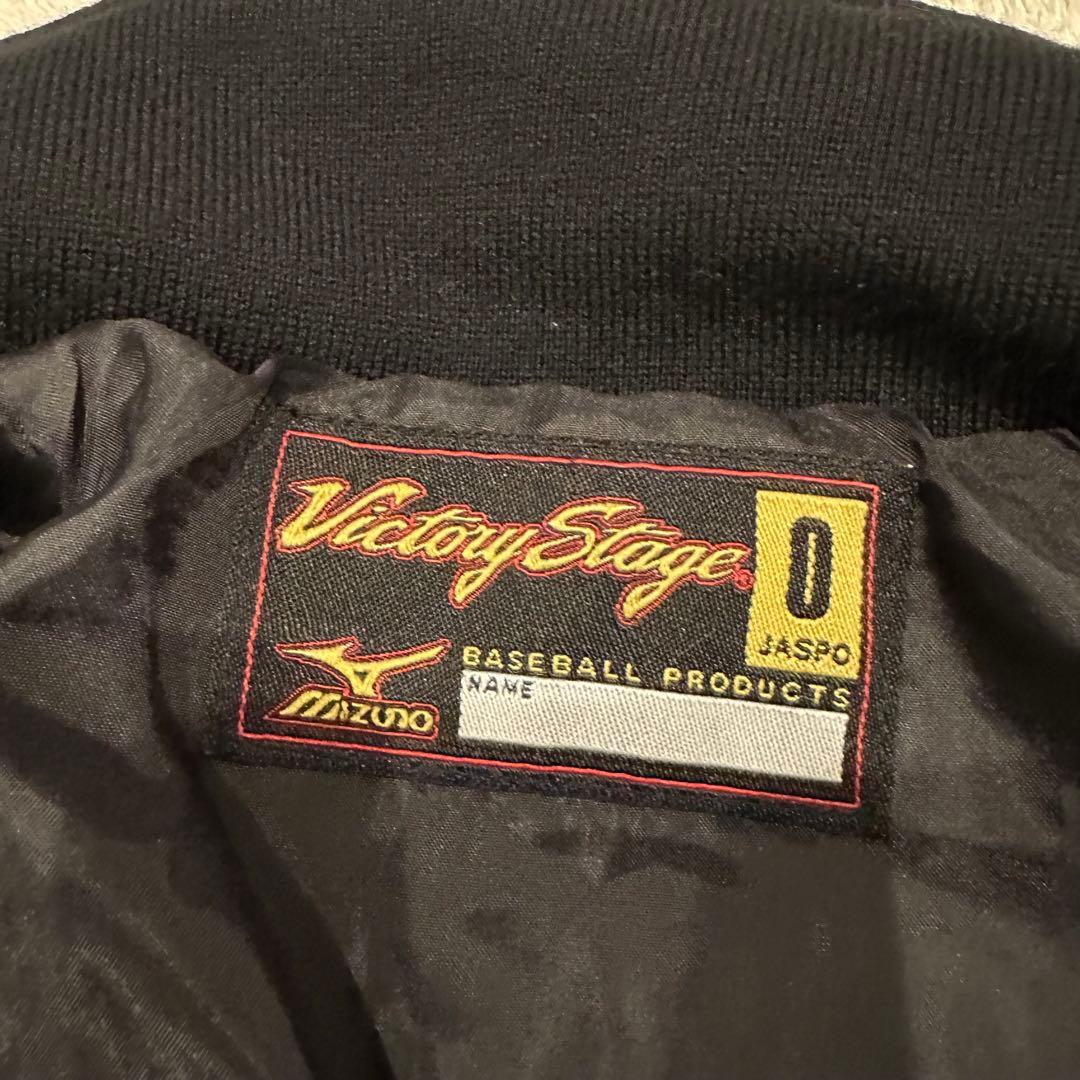 Victory Stage®
O
JASPO
BASEBALL PRODUCTS
NAME
MIZUNO